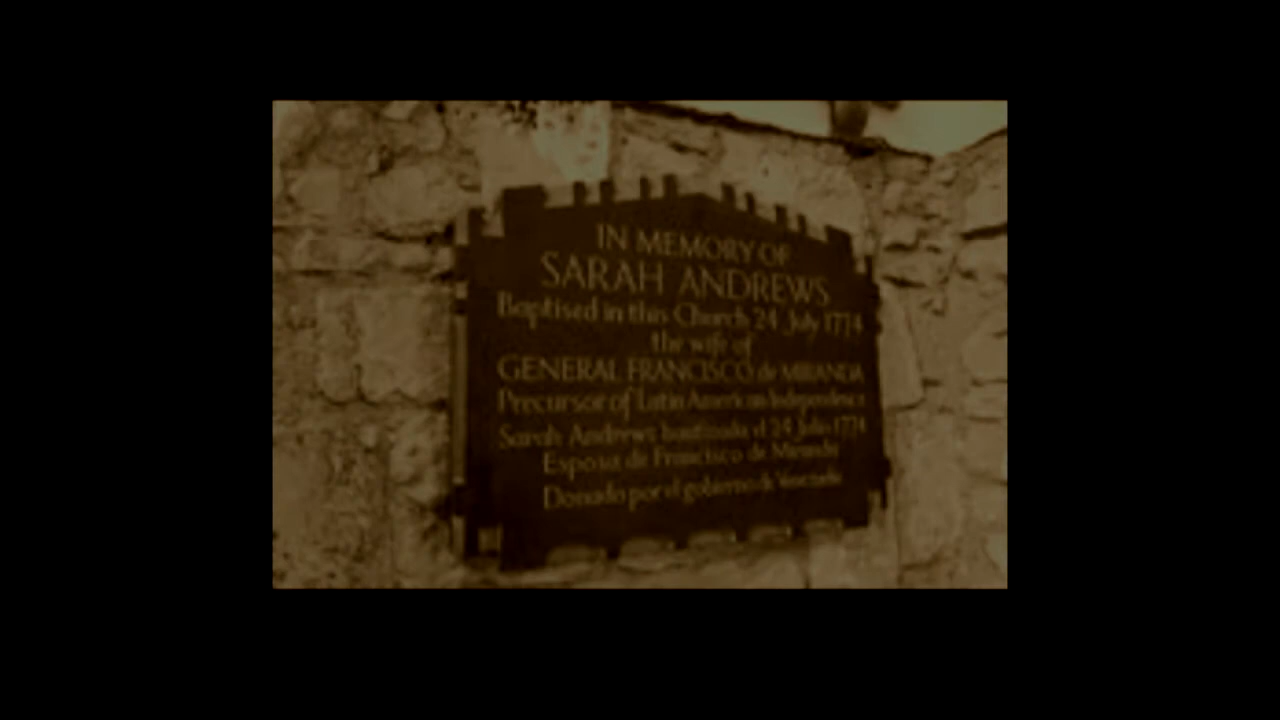 IN MEMORY OF
SARAH ANDREWS
Baptised in this Church 24 July 1774
the wife of
GENERAL FRANCISCO de MIRANDA
Precursor of Latin American Independence
Sarah Andrews bautizada el 24 Julio 1774
Esposa de Francisco de Miranda
Donado por el gobierno de Venezuela